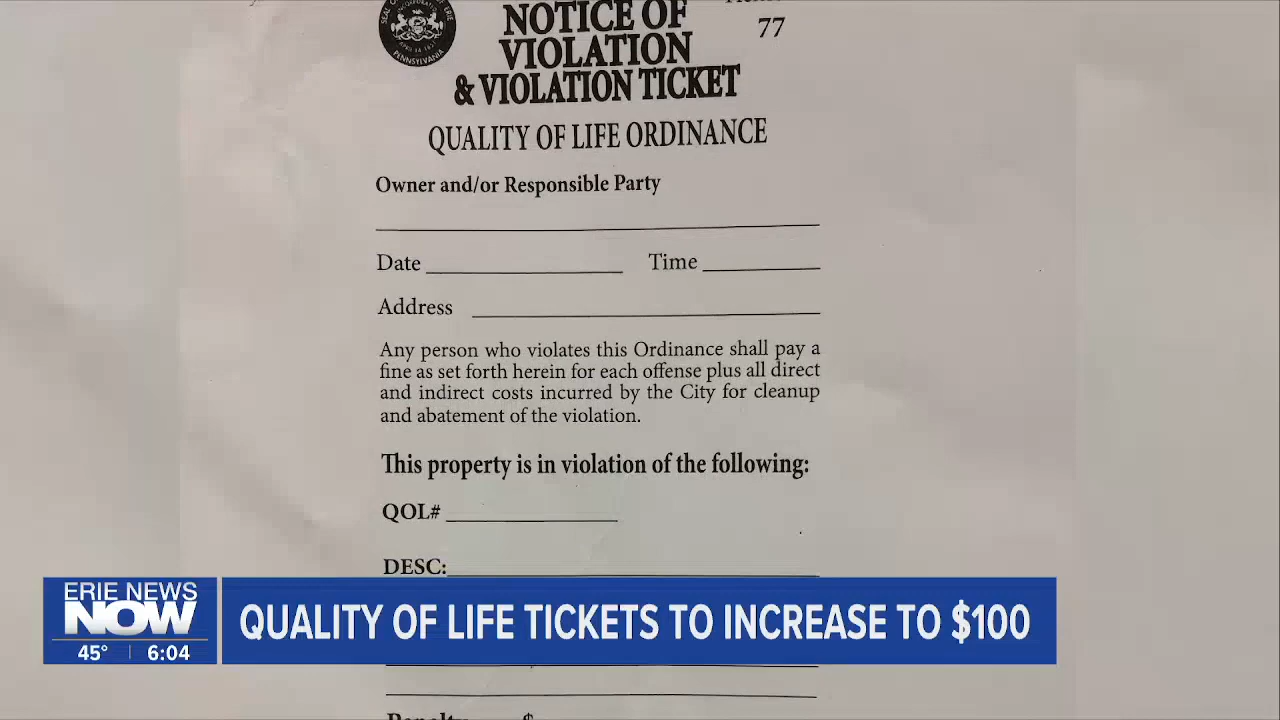 NOTICE OF
77
VIOLATION
& VIOLATION TICKET
QUALITY OF LIFE ORDINANCE
Owner and/or Responsible Party
Date Time
Address
Any person who violates this Ordinance shall pay a
fine as set forth herein for each offense plus all direct
and indirect costs incurred by the City for cleanup
and abatement of the violation.
This property is in violation of the following:
QOL#
DESC:
ERIE NEWS
NOW
45° 6:04
QUALITY OF LIFE TICKETS TO INCREASE TO $100
Penalty $